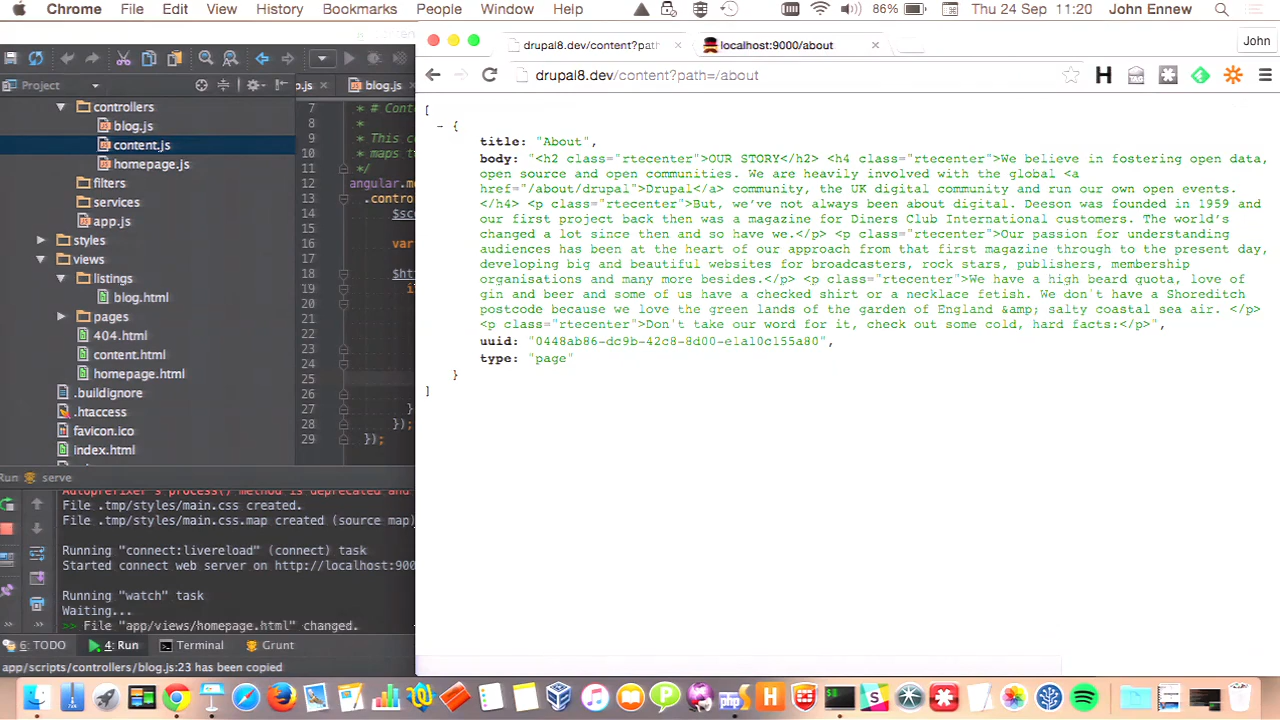 Chrome File Edit View History Bookmarks People Window Help 86% Thu 24 Sep 11:20 John Ennew
drupal8.dev/content?path localhost:9000/about John
drupal8.dev/content?path=/about H
Project
p.js blog.js
controllers
blog.js
content.js
homepage.js
filters
services
app.js
styles
views
listings
blog.html
pages
404.html
content.html
homepage.html
.buildignore
.htaccess
favicon.ico
index.html
7 * # Cont
8 *
9 * This c
10 * maps t
11 */
12 angular.mo
13 .contro
14 $sc
15
16 var
17
18 $ht
19 i
20
21
22
23
24
25
26
27 }
28 });
29 });
[
- {
title: "About",
body: "<h2 class="rtecenter">OUR STORY</h2> <h4 class="rtecenter">We believe in fostering open data,
open source and open communities. We are heavily involved with the global <a
href="/about/drupal">Drupal</a> community, the UK digital community and run our own open events.
</h4> <p class="rtecenter">But, we've not always been about digital. Deeson was founded in 1959 and
our first project back then was a magazine for Diners Club International customers. The world's
changed a lot since then and so have we.</p> <p class="rtecenter">Our passion for understanding
audiences has been at the heart of our approach from that first magazine through to the present day,
developing big and beautiful websites for broadcasters, rock stars, publishers, membership
organisations and many more besides.</p> <p class="rtecenter">We have a high beard quota, love of
gin and beer and some of us have a checked shirt or a necklace fetish. We don't have a Shoreditch
postcode because we love the green lands of the garden of England &amp; salty coastal sea air. </p>
<p class="rtecenter">Don't take our word for it, check out some cold, hard facts:</p>",
uuid: "0448ab86-dc9b-42c8-8d00-e1a10c155a80",
type: "page"
}
]
Run serve
Autoprefixer's process() method is deprecated and
File .tmp/styles/main.css created.
File .tmp/styles/main.css.map created (source map)
Running "connect:livereload" (connect) task
Started connect web server on http://localhost:900
Running "watch" task
Waiting...
>> File "app/views/homepage.html" changed.
6: TODO 4: Run Terminal Grunt
app/scripts/controllers/blog.js:23 has been copied